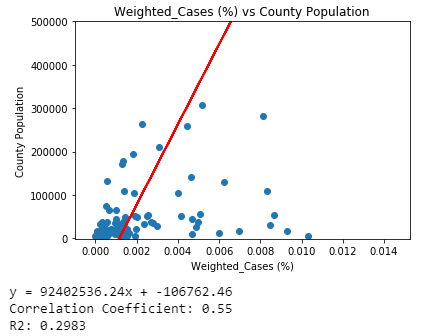 Weighted_Cases (%) vs County Population
500000
400000
300000
200000
100000
0
County Population
0.000 0.002 0.004 0.006 0.008 0.010 0.012 0.014
Weighted_Cases (%)
y = 92402536.24x + -106762.46
Correlation Coefficient: 0.55
R2: 0.2983